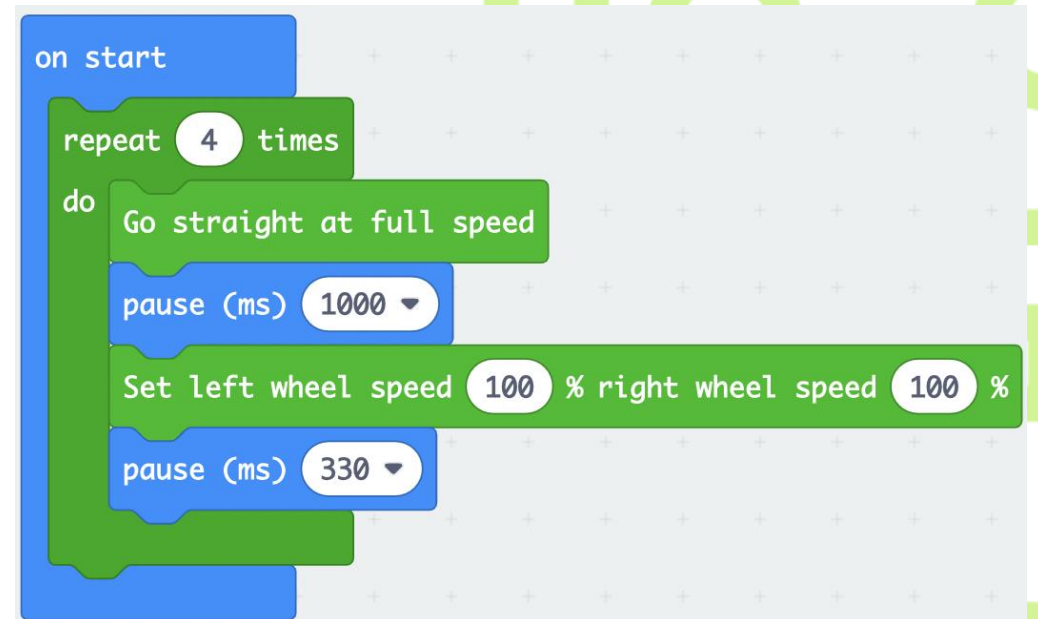 on start
repeat 4 times
do
Go straight at full speed
pause (ms) 1000
Set left wheel speed 100 % right wheel speed 100 %
pause (ms) 330